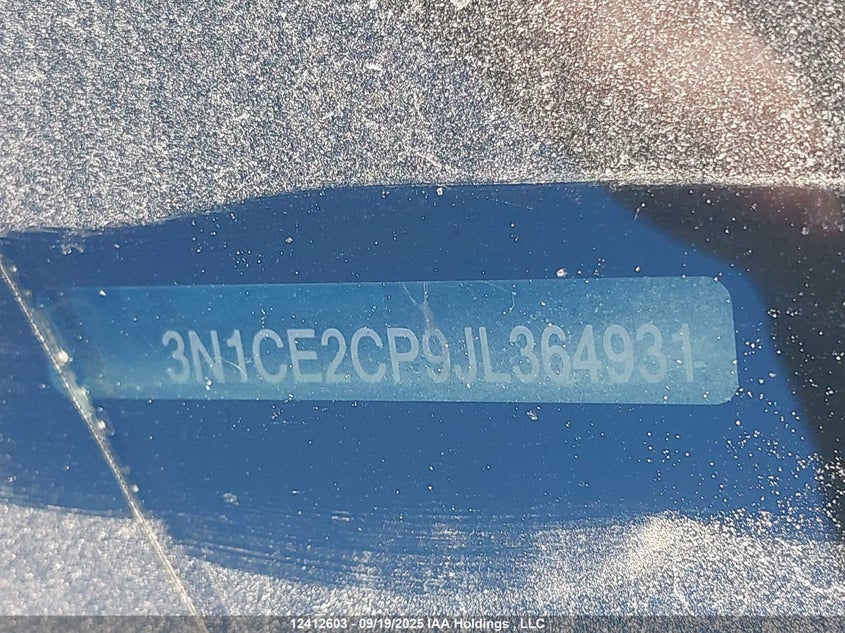 3N1CE2CP9JL364931
12412603 - 09/19/2025 IAA Holdings , LLC